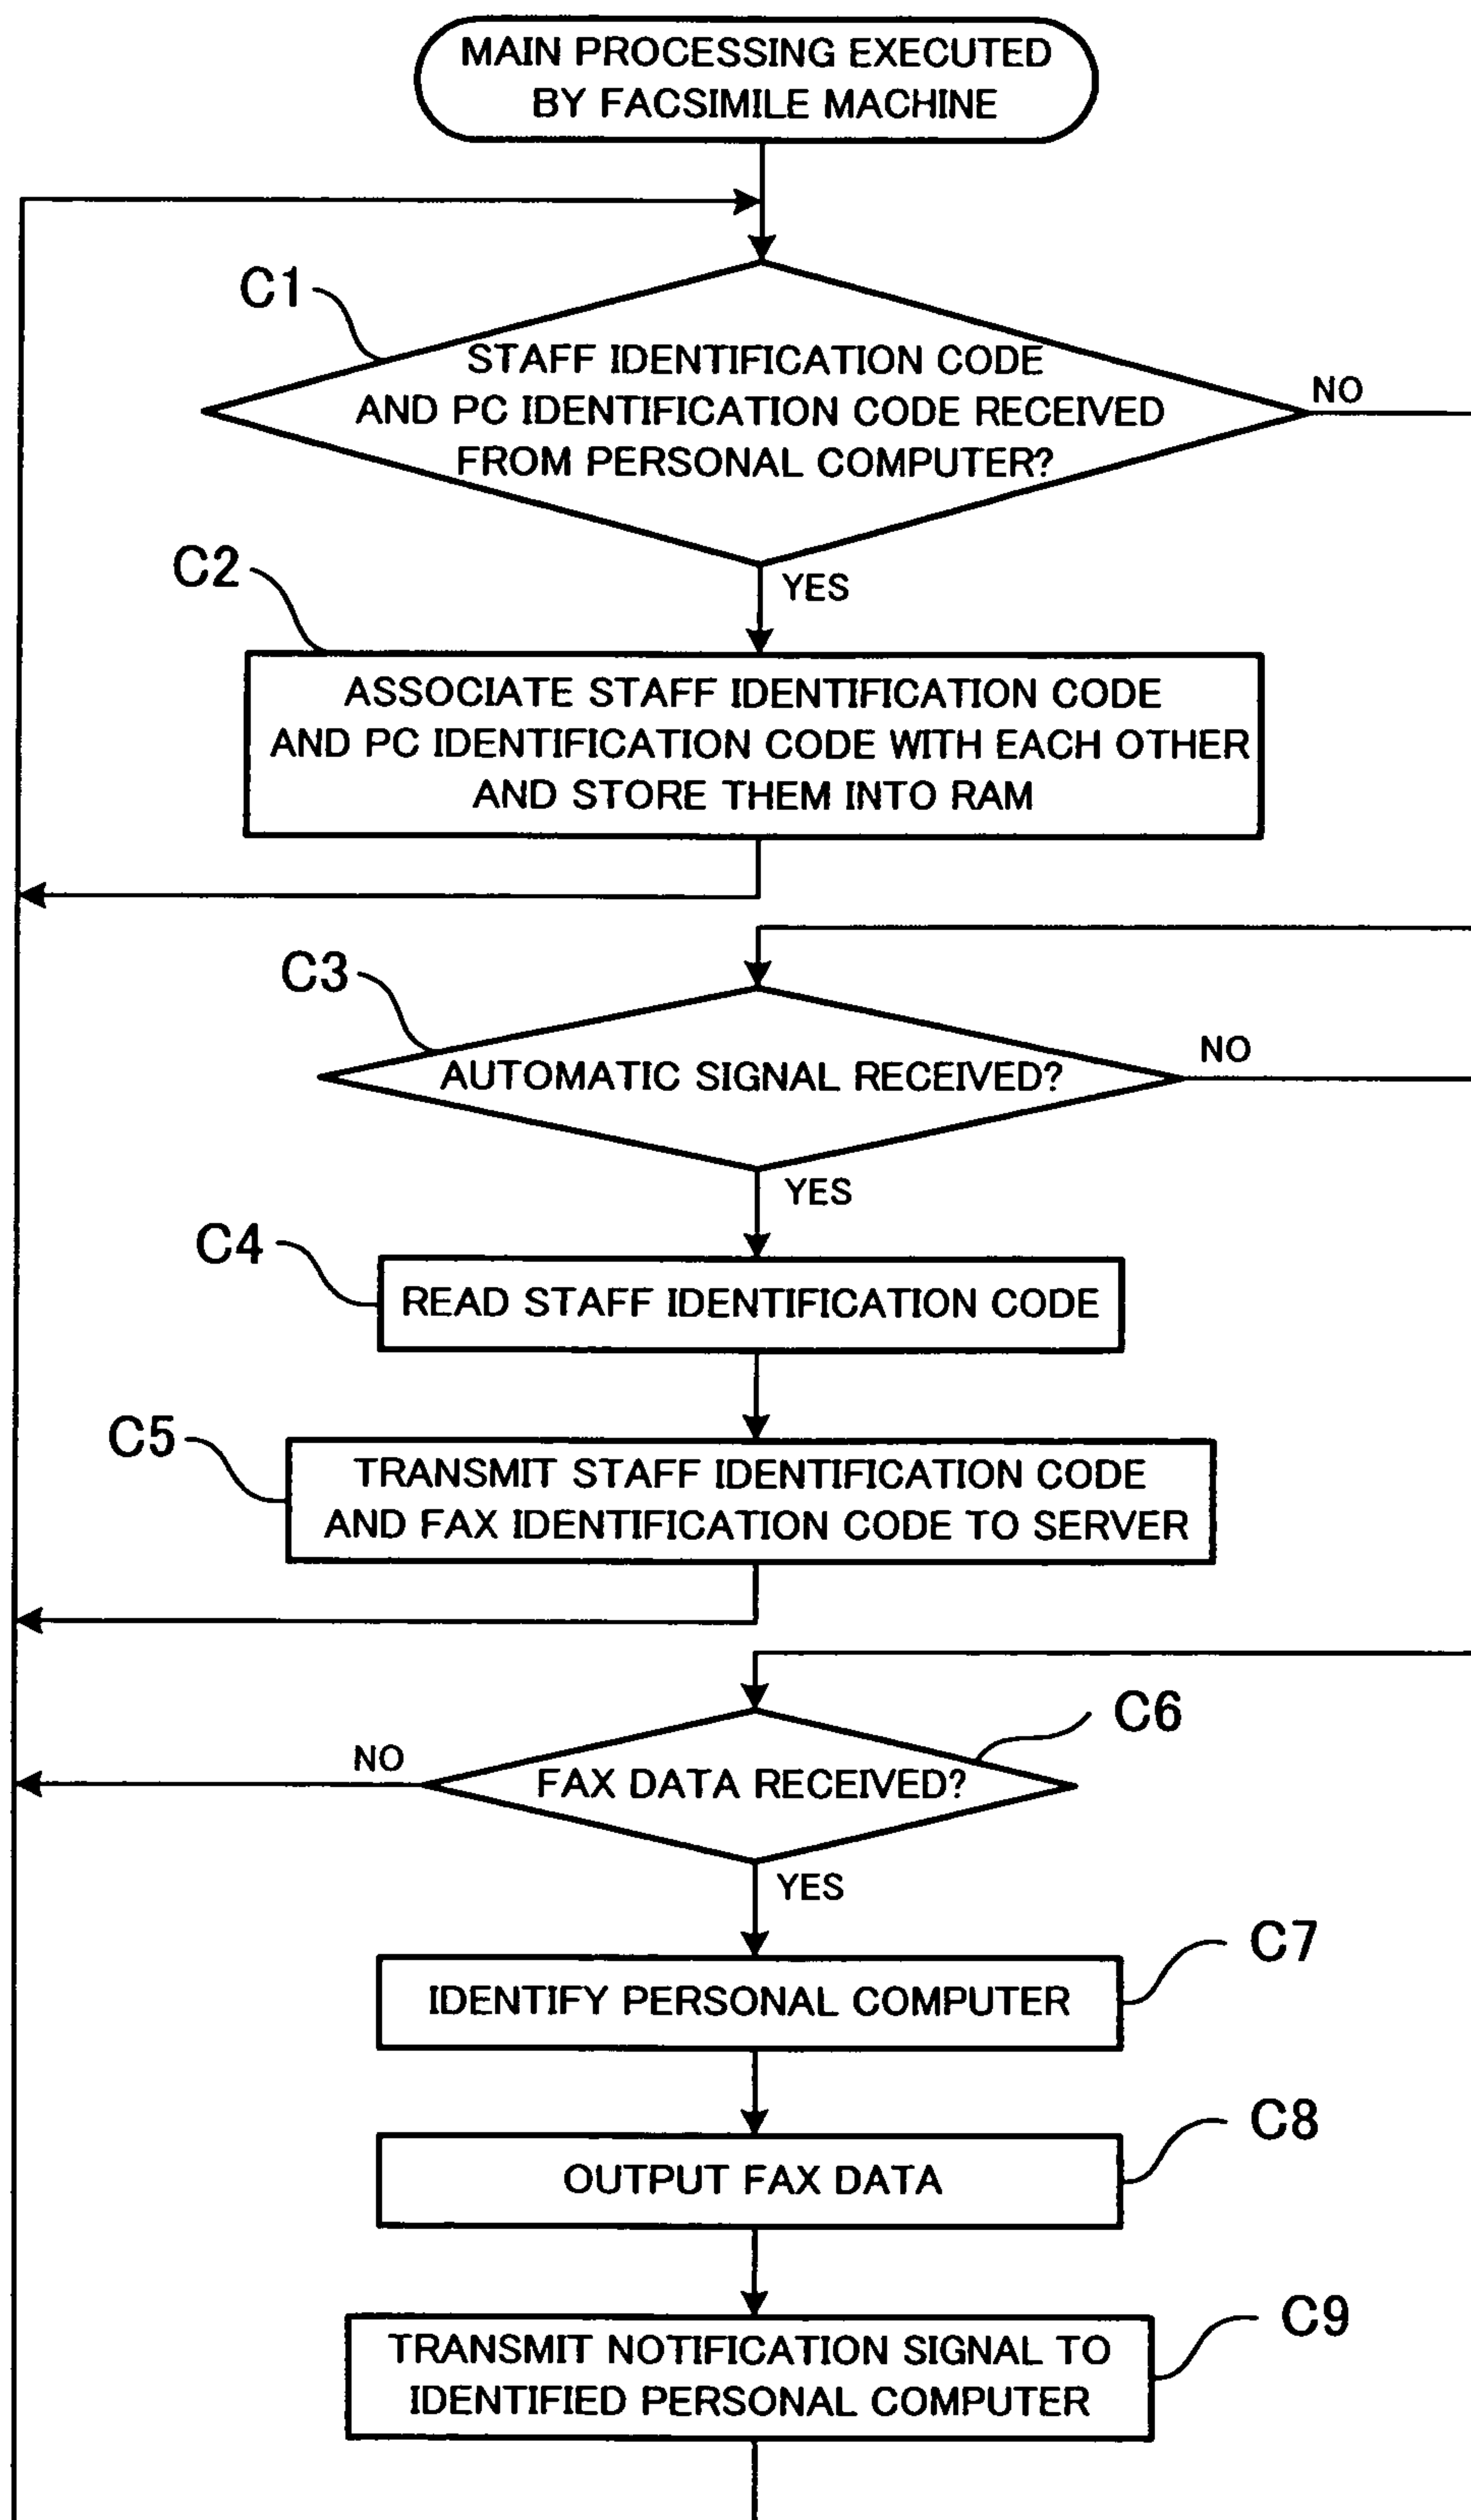 MAIN PROCESSING EXECUTED
BY FACSIMILE MACHINE
C1
STAFF IDENTIFICATION CODE
AND PC IDENTIFICATION CODE RECEIVED
FROM PERSONAL COMPUTER?
NO
YES
C2
ASSOCIATE STAFF IDENTIFICATION CODE
AND PC IDENTIFICATION CODE WITH EACH OTHER
AND STORE THEM INTO RAM
C3
AUTOMATIC SIGNAL RECEIVED?
NO
YES
C4
READ STAFF IDENTIFICATION CODE
C5
TRANSMIT STAFF IDENTIFICATION CODE
AND FAX IDENTIFICATION CODE TO SERVER
C6
NO
FAX DATA RECEIVED?
YES
C7
IDENTIFY PERSONAL COMPUTER
C8
OUTPUT FAX DATA
C9
TRANSMIT NOTIFICATION SIGNAL TO
IDENTIFIED PERSONAL COMPUTER